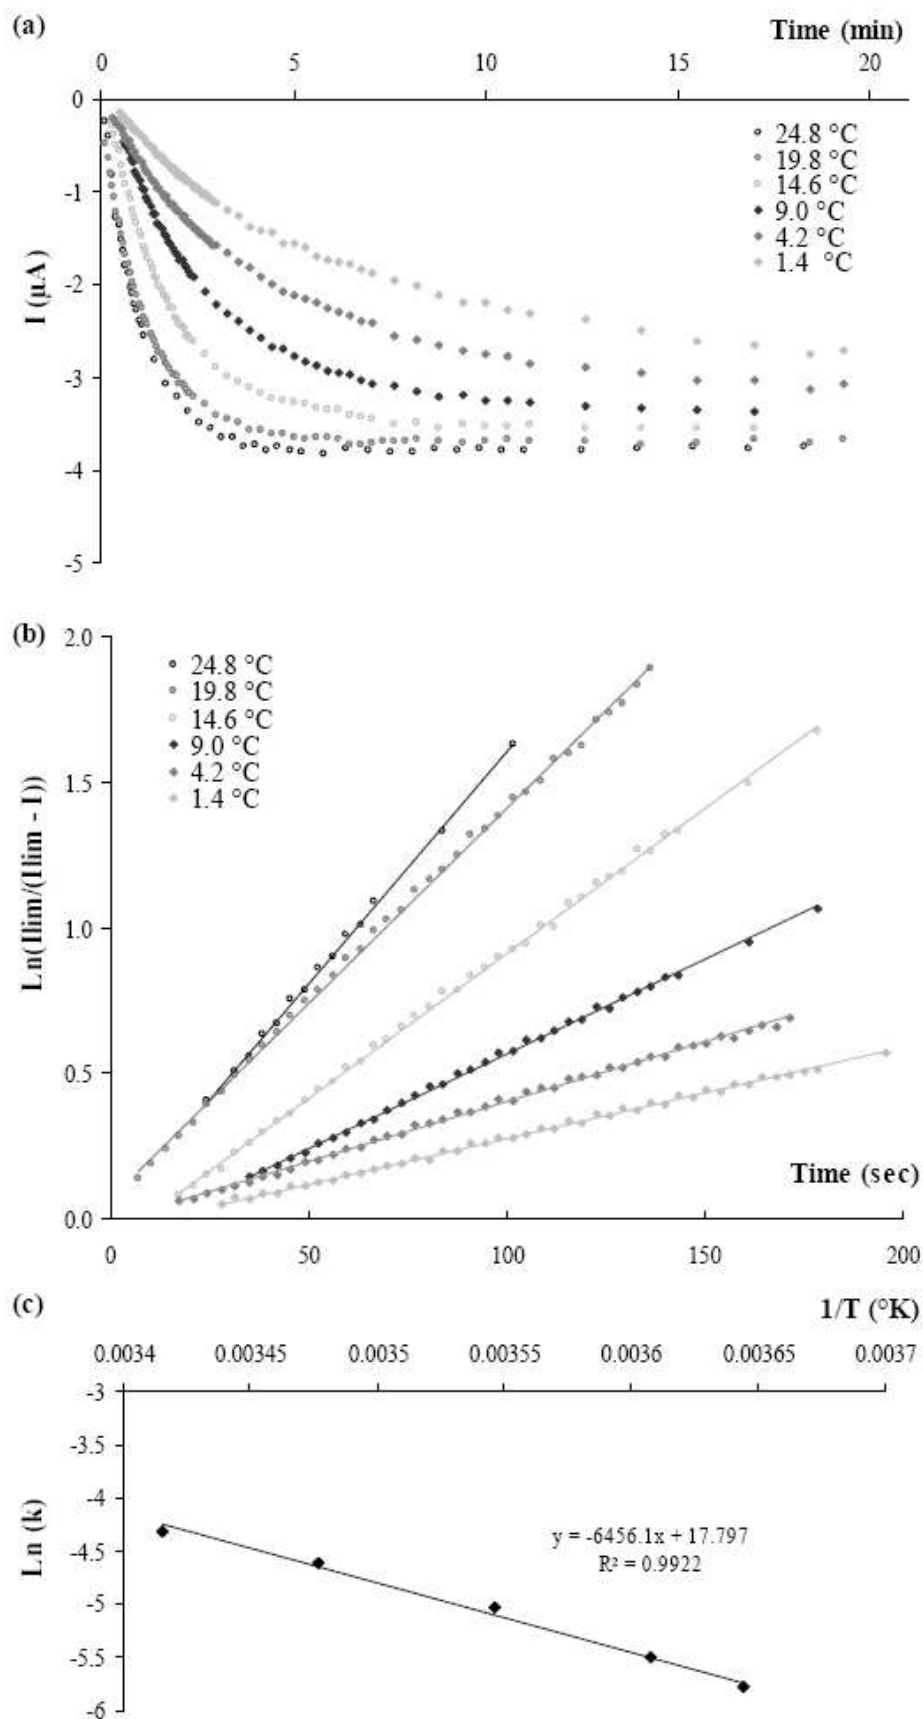 (a)
Time (min)
0 5 10 15 20
0
-1
-2
-3
-4
-5
I (µA)
24.8 °C
19.8 °C
14.6 °C
9.0 °C
4.2 °C
1.4 °C
(b)
2.0
1.5
1.0
0.5
0.0
Ln(Ilim/(Ilim - I))
24.8 °C
19.8 °C
14.6 °C
9.0 °C
4.2 °C
1.4 °C
Time (sec)
0 50 100 150 200
(c)
1/T (°K)
0.0034 0.00345 0.0035 0.00355 0.0036 0.00365 0.0037
-3
-3.5
-4
-4.5
-5
-5.5
-6
Ln (k)
y = -6456.1x + 17.797
R² = 0.9922